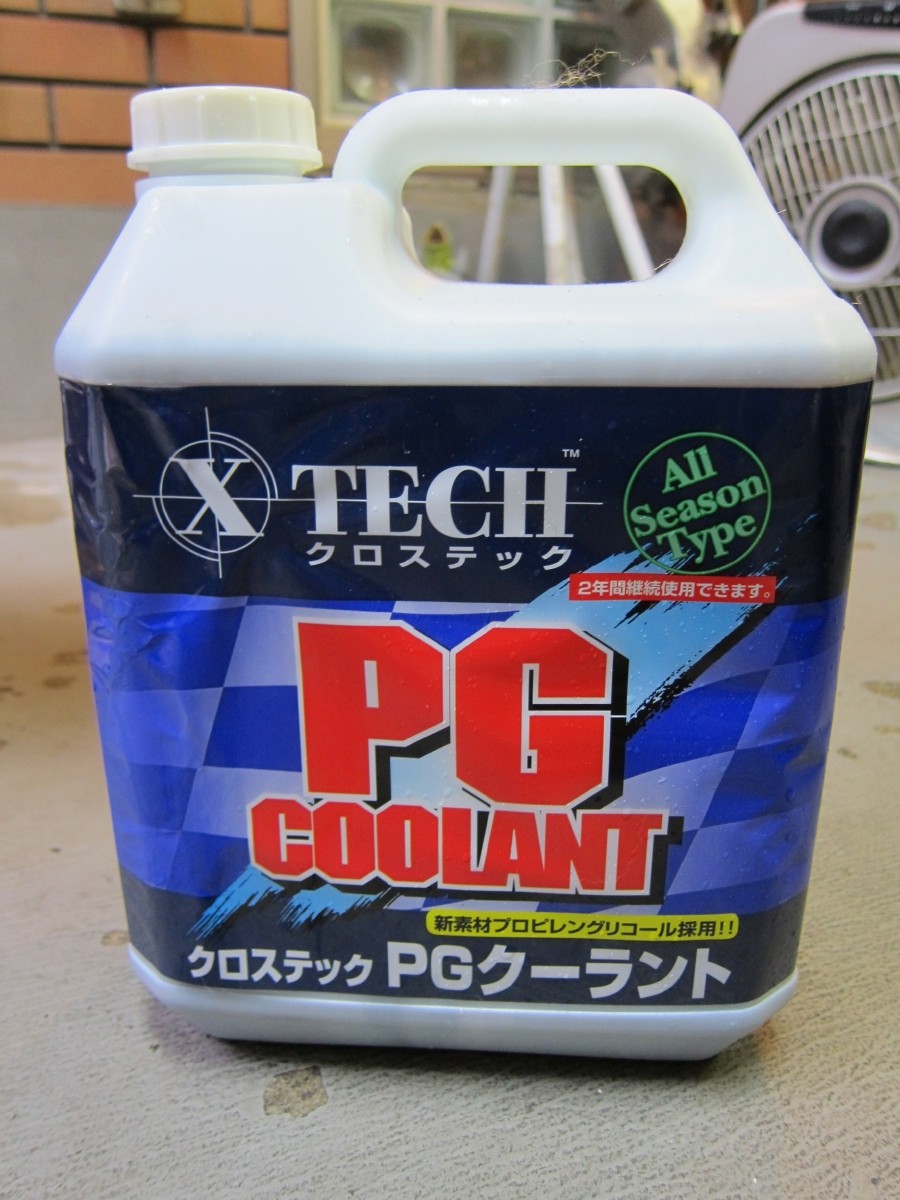 X TECH™
クロステック
All
Season
Type
2年間継続使用できます。
PG
COOLANT
新素材プロピレングリコール採用!!
クロステック PGクーラント